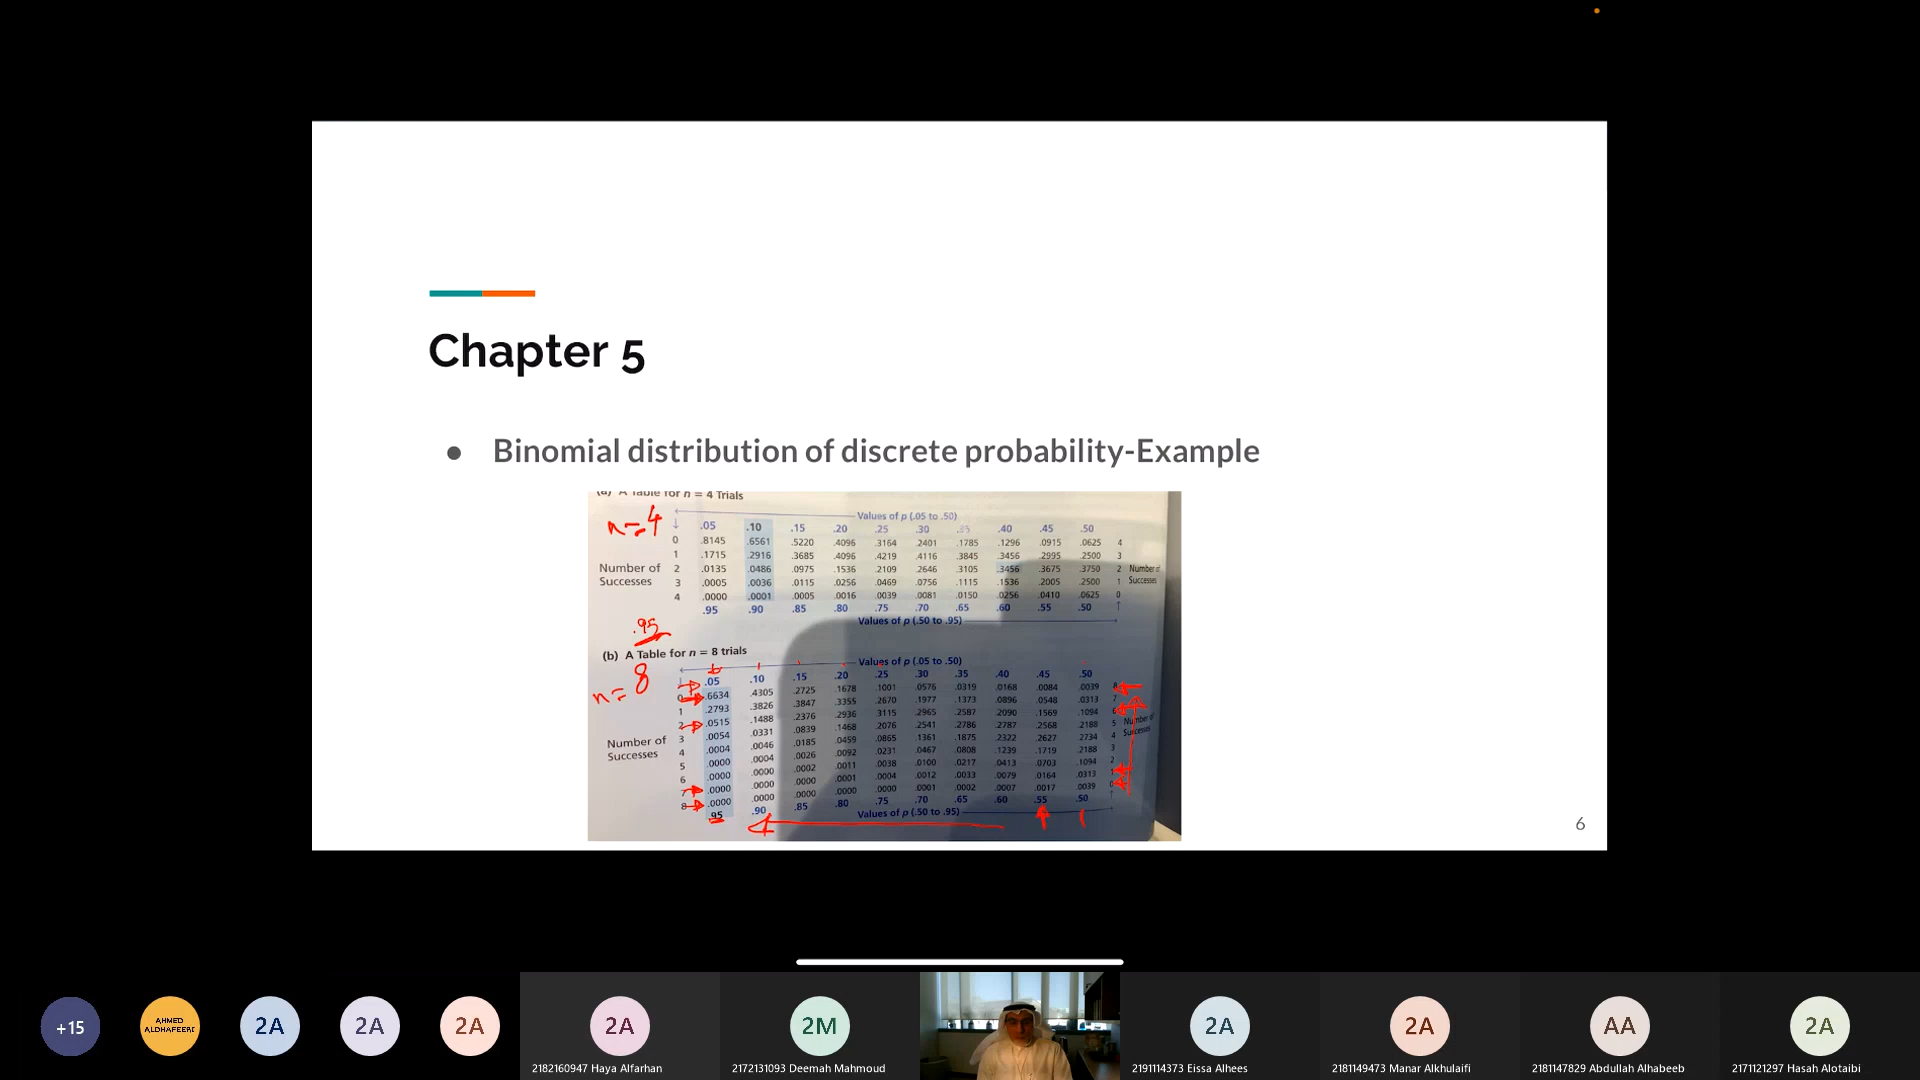 Chapter 5
● Binomial distribution of discrete probability-Example
(a) A Table for n = 4 Trials
n=4
Values of p (.05 to .50)
.05 .10 .15 .20 .25 .30 .35 .40 .45 .50
0 .8145 .6561 .5220 .4096 .3164 .2401 .1785 .1296 .0915 .0625 4
1 .1715 .2916 .3685 .4096 .4219 .4116 .3845 .3456 .2995 .2500 3
Number of Successes 2 .0135 .0486 .0975 .1536 .2109 .2646 .3105 .3456 .3675 .3750 2 Number of Successes
3 .0005 .0036 .0115 .0256 .0469 .0756 .1115 .1536 .2005 .2500 1
4 .0000 .0001 .0005 .0016 .0039 .0081 .0150 .0256 .0410 .0625 0
.95 .90 .85 .80 .75 .70 .65 .60 .55 .50
Values of p (.50 to .95)
.95
(b) A Table for n = 8 trials
n=8
Values of p (.05 to .50)
.05 .10 .15 .20 .25 .30 .35 .40 .45 .50
0 .6634 .4305 .2725 .1678 .1001 .0576 .0319 .0168 .0084 .0039 8
1 .2793 .3826 .3847 .3355 .2670 .1977 .1373 .0896 .0548 .0313 7
2 .0515 .1488 .2376 .2936 .3115 .2965 .2587 .2090 .1569 .1094 6
3 .0054 .0331 .0839 .1468 .2076 .2541 .2786 .2787 .2568 .2188 5
Number of Successes 4 .0004 .0046 .0185 .0459 .0865 .1361 .1875 .2322 .2627 .2734 4 Number of Successes
5 .0000 .0004 .0026 .0092 .0231 .0467 .0808 .1239 .1719 .2188 3
6 .0000 .0000 .0002 .0011 .0038 .0100 .0217 .0413 .0703 .1094 2
7 .0000 .0000 .0000 .0001 .0004 .0012 .0033 .0079 .0164 .0313 1
8 .0000 .0000 .0000 .0000 .0000 .0001 .0002 .0007 .0017 .0039 0
.95 .90 .85 .80 .75 .70 .65 .60 .55 .50
Values of p (.50 to .95)
6
+15
AHMED
ALDHAFEERI
2A
2A
2A
2A
2182160947 Haya Alfarhan
2M
2172131093 Deemah Mahmoud
2A
2191114373 Eissa Alhees
2A
2181149473 Manar Alkhulaifi
AA
2181147829 Abdullah Alhabeeb
2A
2171121297 Hasah Alotaibi